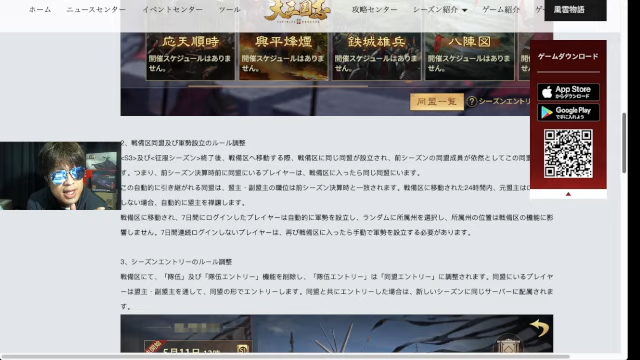 ホーム ニュースセンター イベントセンター ツール 大三国志 攻略センター シーズン紹介 ゲーム紹介 風雲物語
応天順時 興平烽煙 鉄城雄兵 八陣図
開催スケジュールはありません。 開催スケジュールはありません。 開催スケジュールはありません。 開催スケジュールはありません。
同盟一覧 ?シーズンエントリ
ゲームダウンロード
App Store
からダウンロード
Google Play
で手に入れよう
2、戦備区同盟及び軍勢設立のルール調整
<S3>及び<征服シーズン>終了後、戦備区へ移動する際、戦備区に同じ同盟が設立され、前シーズンの同盟成員が依然としてこの同盟
す。つまり、前シーズン決算時前に同盟にいるプレイヤーは、戦備区に入ったら同じ同盟にいます。
この自動的に引き継がれる同盟は、盟主・副盟主の職位は前シーズン決算時と一致されます。戦備区に移動された24時間内、元盟主は
しない場合、自動的に盟主を禅譲します。
戦備区に移動され、7日間にログインしたプレイヤーは自動的に軍勢を設立し、ランダムに所属州を選択し、所属州の位置は戦備区の機能に影
響しません。7日間連続ログインしないプレイヤーは、再び戦備区に入ったら手動で軍勢を設立する必要があります。
3、シーズンエントリーのルール調整
戦備区にて、「隊伍」及び「隊伍エントリー」機能を削除し、「隊伍エントリー」は「同盟エントリー」に調整されます。同盟にいるプレイヤ
ーは盟主・副盟主を通して、同盟の形でエントリーします。同盟と共にエントリーした場合は、新しいシーズンに同じサーバーに配属されま
す。
5月11日